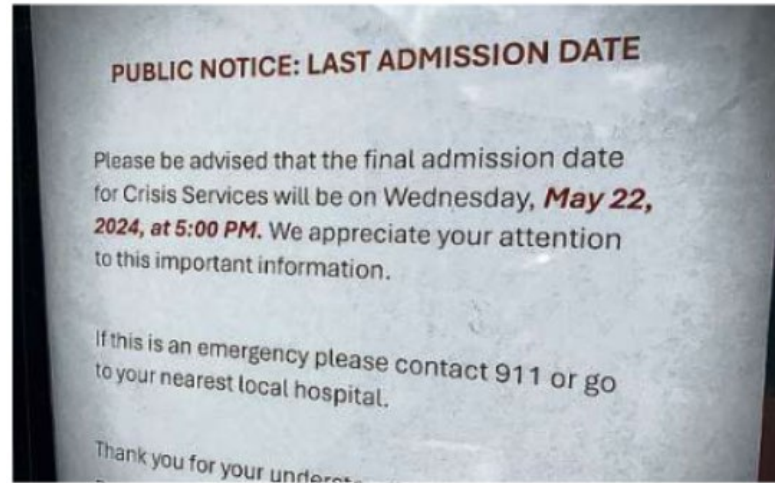 PUBLIC NOTICE: LAST ADMISSION DATE
Please be advised that the final admission date
for Crisis Services will be on Wednesday, May 22,
2024, at 5:00 PM. We appreciate your attention
to this important information.
If this is an emergency please contact 911 or go
to your nearest local hospital.
Thank you for your